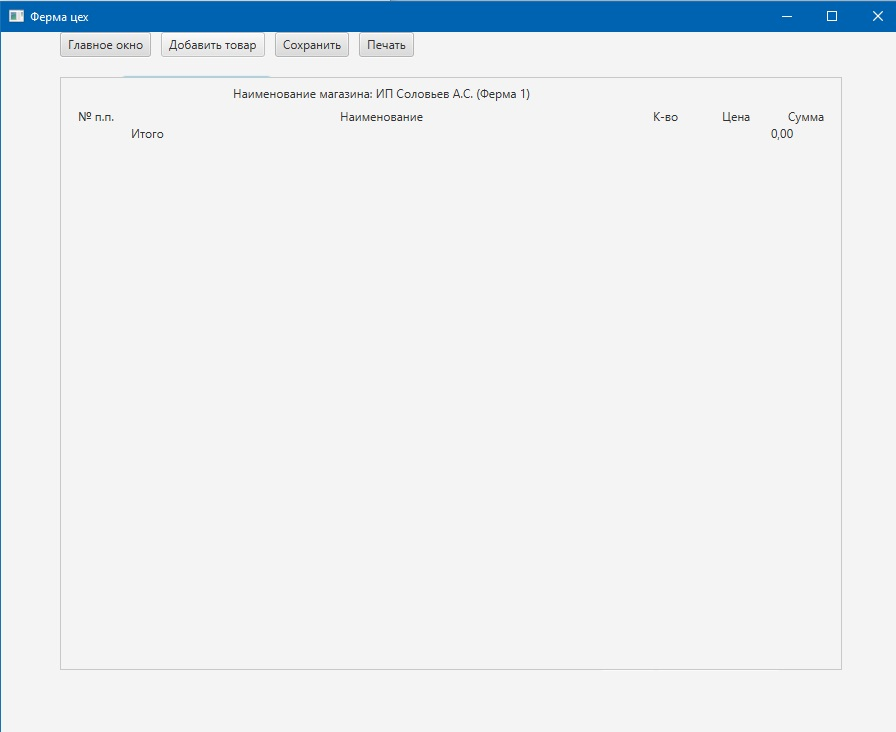 Ферма цех
Главное окно Добавить товар Сохранить Печать
Наименование магазина: ИП Соловьев А.С. (Ферма 1)
№ п.п. Наименование К-во Цена Сумма
Итого 0,00